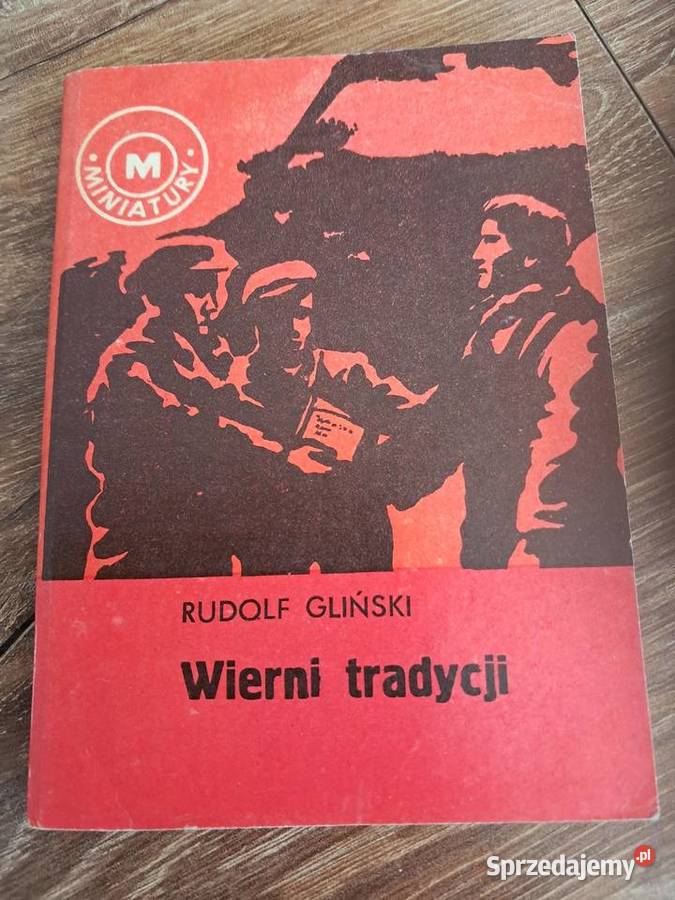 M
• MINIATURY •
RUDOLF GLIŃSKI
Wierni tradycji
Sprzedajemy.pl